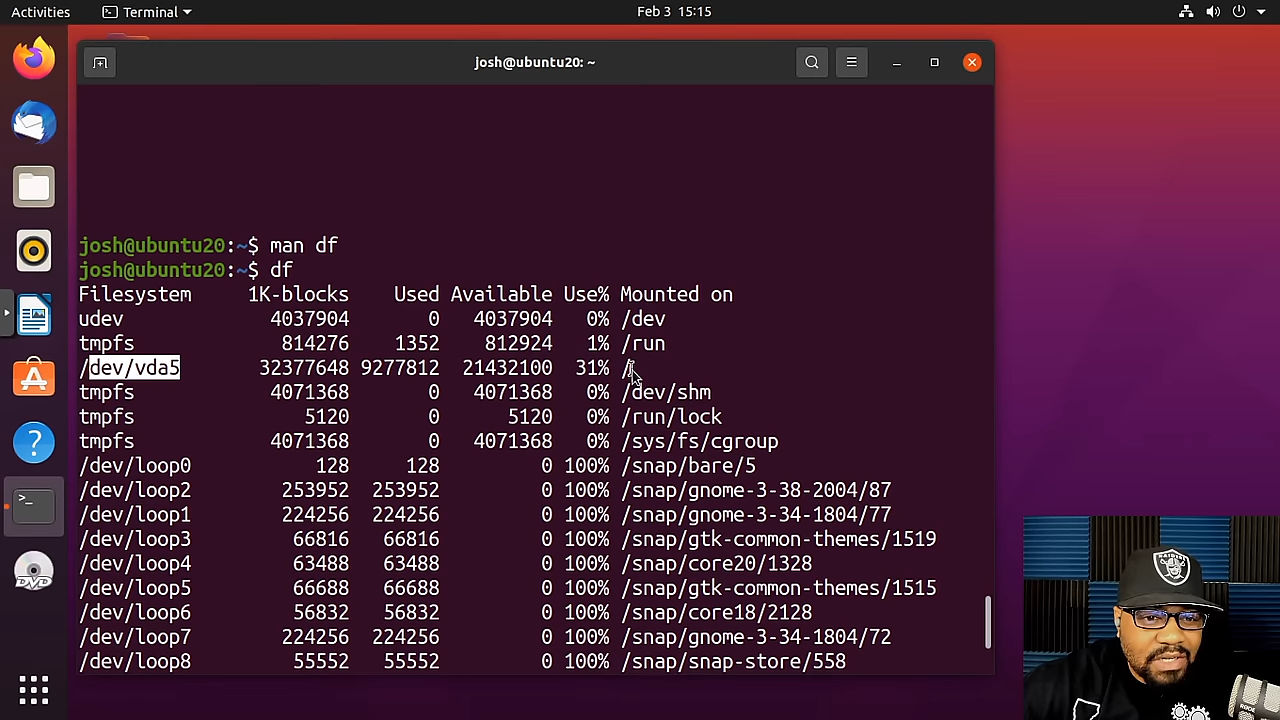 Activities Terminal Feb 3 15:15
josh@ubuntu20: ~
josh@ubuntu20:~$ man df
josh@ubuntu20:~$ df
Filesystem 1K-blocks Used Available Use% Mounted on
udev 4037904 0 4037904 0% /dev
tmpfs 814276 1352 812924 1% /run
/dev/vda5 32377648 9277812 21432100 31% /
tmpfs 4071368 0 4071368 0% /dev/shm
tmpfs 5120 0 5120 0% /run/lock
tmpfs 4071368 0 4071368 0% /sys/fs/cgroup
/dev/loop0 128 128 0 100% /snap/bare/5
/dev/loop2 253952 253952 0 100% /snap/gnome-3-38-2004/87
/dev/loop1 224256 224256 0 100% /snap/gnome-3-34-1804/77
/dev/loop3 66816 66816 0 100% /snap/gtk-common-themes/1519
/dev/loop4 63488 63488 0 100% /snap/core20/1328
/dev/loop5 66688 66688 0 100% /snap/gtk-common-themes/1515
/dev/loop6 56832 56832 0 100% /snap/core18/2128
/dev/loop7 224256 224256 0 100% /snap/gnome-3-34-1804/72
/dev/loop8 55552 55552 0 100% /snap/snap-store/558
DVD
RAIDERS